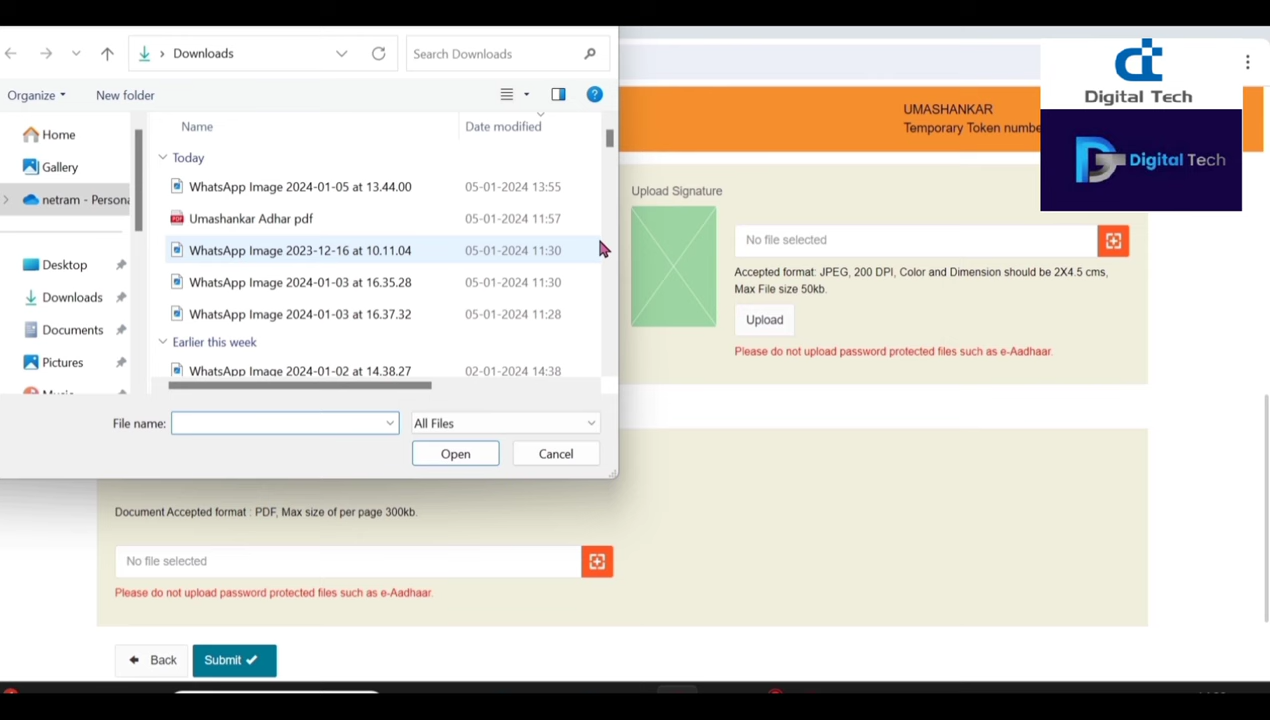 Downloads
Search Downloads
Organize
New folder
Home
Gallery
netram - Persona
Desktop
Downloads
Documents
Pictures
Name
Date modified
Today
WhatsApp Image 2024-01-05 at 13.44.00 05-01-2024 13:55
Umashankar Adhar pdf 05-01-2024 11:57
WhatsApp Image 2023-12-16 at 10.11.04 05-01-2024 11:30
WhatsApp Image 2024-01-03 at 16.35.28 05-01-2024 11:30
WhatsApp Image 2024-01-03 at 16.37.32 05-01-2024 11:28
Earlier this week
WhatsApp Image 2024-01-02 at 14.38.27 02-01-2024 14:38
File name:
All Files
Open
Cancel
UMASHANKAR
Temporary Token numbe
Digital Tech
Digital Tech
Upload Signature
No file selected
Accepted format: JPEG, 200 DPI, Color and Dimension should be 2X4.5 cms,
Max File size 50kb.
Upload
Please do not upload password protected files such as e-Aadhaar.
Document Accepted format : PDF, Max size of per page 300kb.
No file selected
Please do not upload password protected files such as e-Aadhaar.
Back
Submit